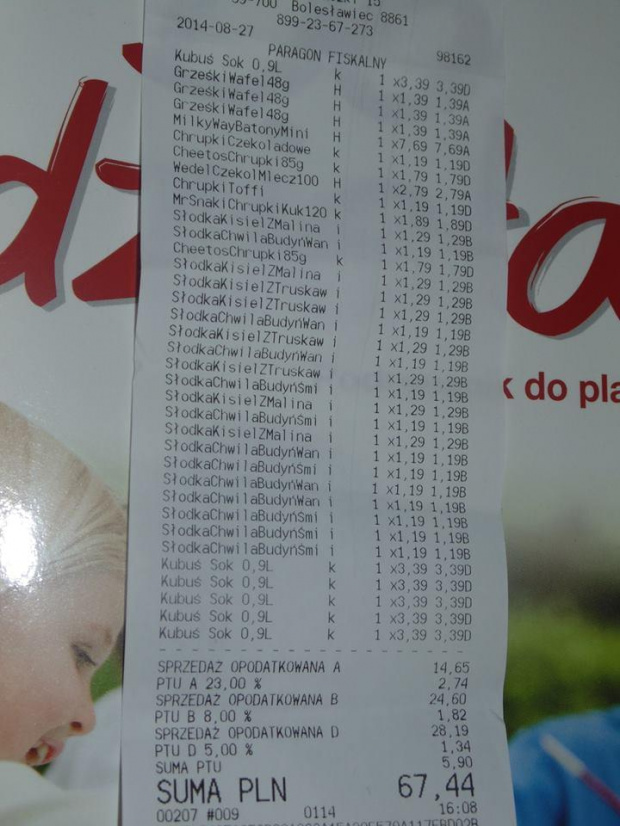 Bolesławiec 8861
899-23-67-273
2014-08-27
PARAGON FISKALNY 98162
Kubuś Sok 0,9L k 1 x3,39 3,39D
GrześkiWafel48g H 1 x1,39 1,39A
GrześkiWafel48g H 1 x1,39 1,39A
GrześkiWafel48g H 1 x1,39 1,39A
MilkyWayBatonyMini H 1 x7,69 7,69A
ChrupkiCzekoladowe k 1 x1,19 1,19D
CheetosChrupki85g k 1 x1,79 1,79D
WedelCzekolMlecz100 H 1 x2,79 2,79A
ChrupkiToffi k 1 x1,19 1,19D
MrSnakiChrupkiKuk120 k 1 x1,89 1,89D
SłodkaKisielZMalina i 1 x1,29 1,29B
SłodkaChwilaBudyńWan i 1 x1,19 1,19B
CheetosChrupki85g k 1 x1,79 1,79D
SłodkaKisielZMalina i 1 x1,29 1,29B
SłodkaKisielZTruskaw i 1 x1,29 1,29B
SłodkaKisielZTruskaw i 1 x1,29 1,29B
SłodkaChwilaBudyńWan i 1 x1,19 1,19B
SłodkaKisielZTruskaw i 1 x1,29 1,29B
SłodkaChwilaBudyńWan i 1 x1,19 1,19B
SłodkaKisielZTruskaw i 1 x1,29 1,29B
SłodkaChwilaBudyńŚmi i 1 x1,19 1,19B
SłodkaKisielZMalina i 1 x1,29 1,29B
SłodkaChwilaBudyńŚmi i 1 x1,19 1,19B
SłodkaKisielZMalina i 1 x1,29 1,29B
SłodkaChwilaBudyńWan i 1 x1,19 1,19B
SłodkaChwilaBudyńŚmi i 1 x1,19 1,19B
SłodkaChwilaBudyńWan i 1 x1,19 1,19B
SłodkaChwilaBudyńWan i 1 x1,19 1,19B
SłodkaChwilaBudyńŚmi i 1 x1,19 1,19B
SłodkaChwilaBudyńŚmi i 1 x1,19 1,19B
SłodkaChwilaBudyńŚmi i 1 x1,19 1,19B
Kubuś Sok 0,9L k 1 x3,39 3,39D
Kubuś Sok 0,9L k 1 x3,39 3,39D
Kubuś Sok 0,9L k 1 x3,39 3,39D
Kubuś Sok 0,9L k 1 x3,39 3,39D
Kubuś Sok 0,9L k 1 x3,39 3,39D
SPRZEDAŻ OPODATKOWANA A 14,65
PTU A 23,00 % 2,74
SPRZEDAŻ OPODATKOWANA B 24,60
PTU B 8,00 % 1,82
SPRZEDAŻ OPODATKOWANA D 28,19
PTU D 5,00 % 1,34
SUMA PTU 5,90
SUMA PLN 67,44
00207 #009 0114 16:08
k do pla